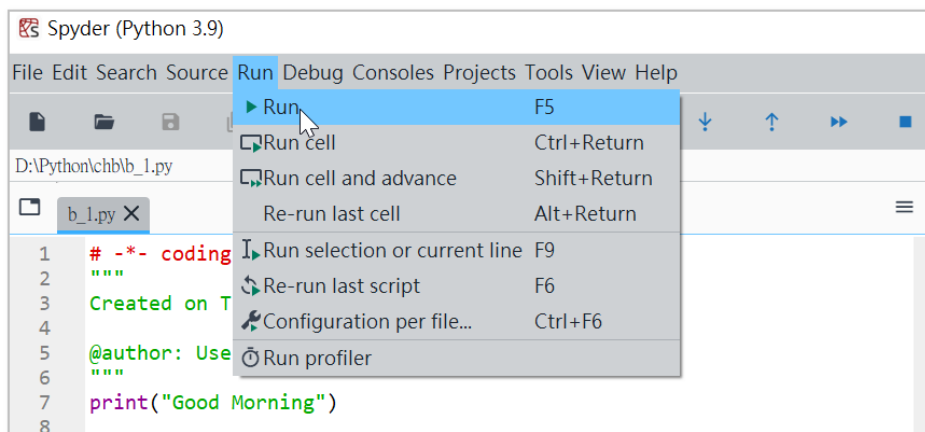 Spyder (Python 3.9)
File Edit Search Source Run Debug Consoles Projects Tools View Help
Run F5
Run cell Ctrl+Return
Run cell and advance Shift+Return
Re-run last cell Alt+Return
Run selection or current line F9
Re-run last script F6
Configuration per file... Ctrl+F6
Run profiler
D:\Python\chb\b_1.py
b_1.py
1 # -*- coding
2 """
3 Created on T
4
5 @author: Use
6 """
7 print("Good Morning")
8